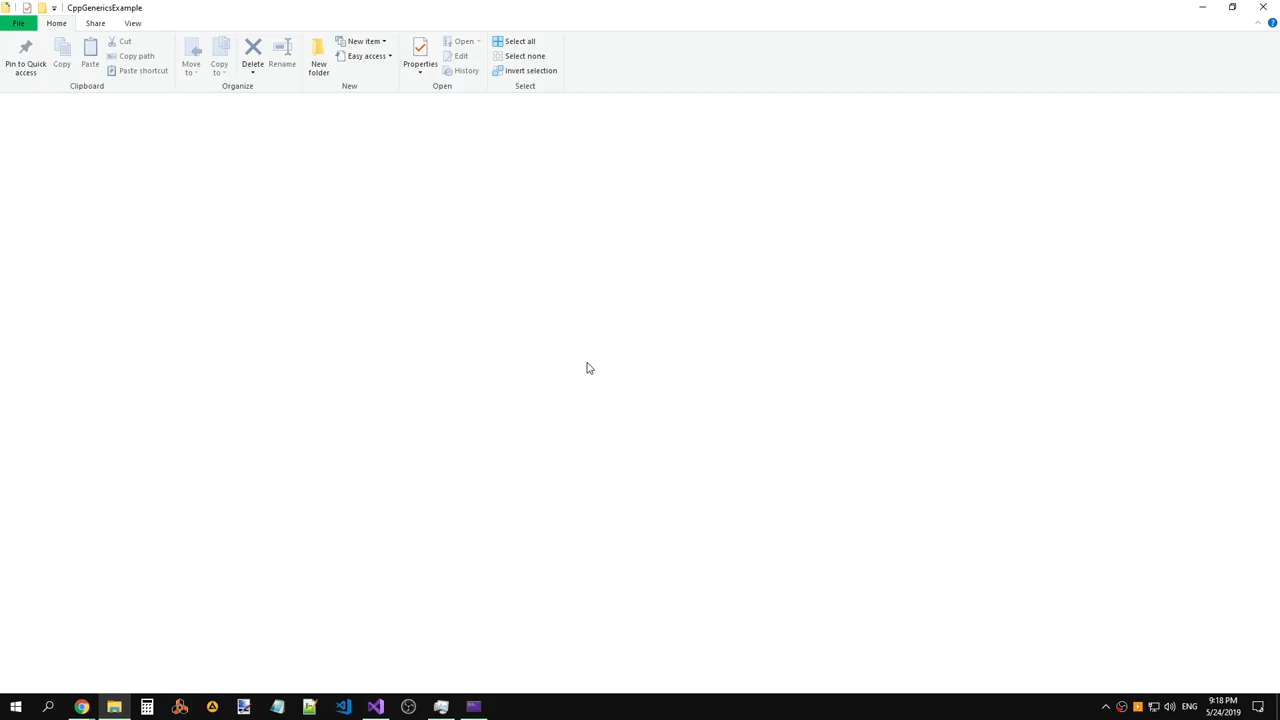 CppGenericsExample
File Home Share View
Pin to Quick access
Copy
Paste
Cut
Copy path
Paste shortcut
Clipboard
Move to
Copy to
Delete
Rename
Organize
New folder
New item
Easy access
New
Properties
Open
Edit
History
Open
Select all
Select none
Invert selection
Select
ENG
9:18 PM
5/24/2019